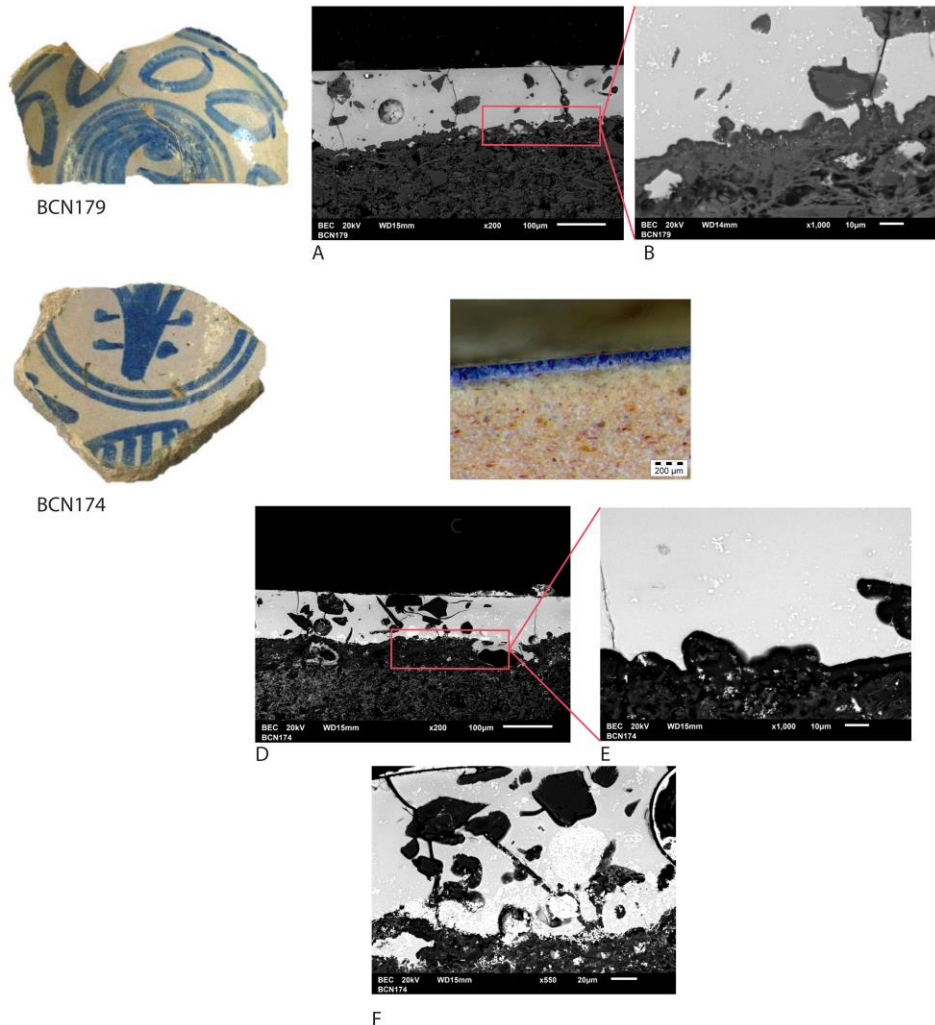 BCN179
BEC 20kV WD15mm x200 100µm
BCN179
A
BEC 20kV WD14mm x1,000 10µm
BCN179
B
BCN174
200 µm
C
BEC 20kV WD15mm x200 100µm
BCN174
D
BEC 20kV WD15mm x1,000 10µm
BCN174
E
BEC 20kV WD15mm x550 20µm
BCN174
F